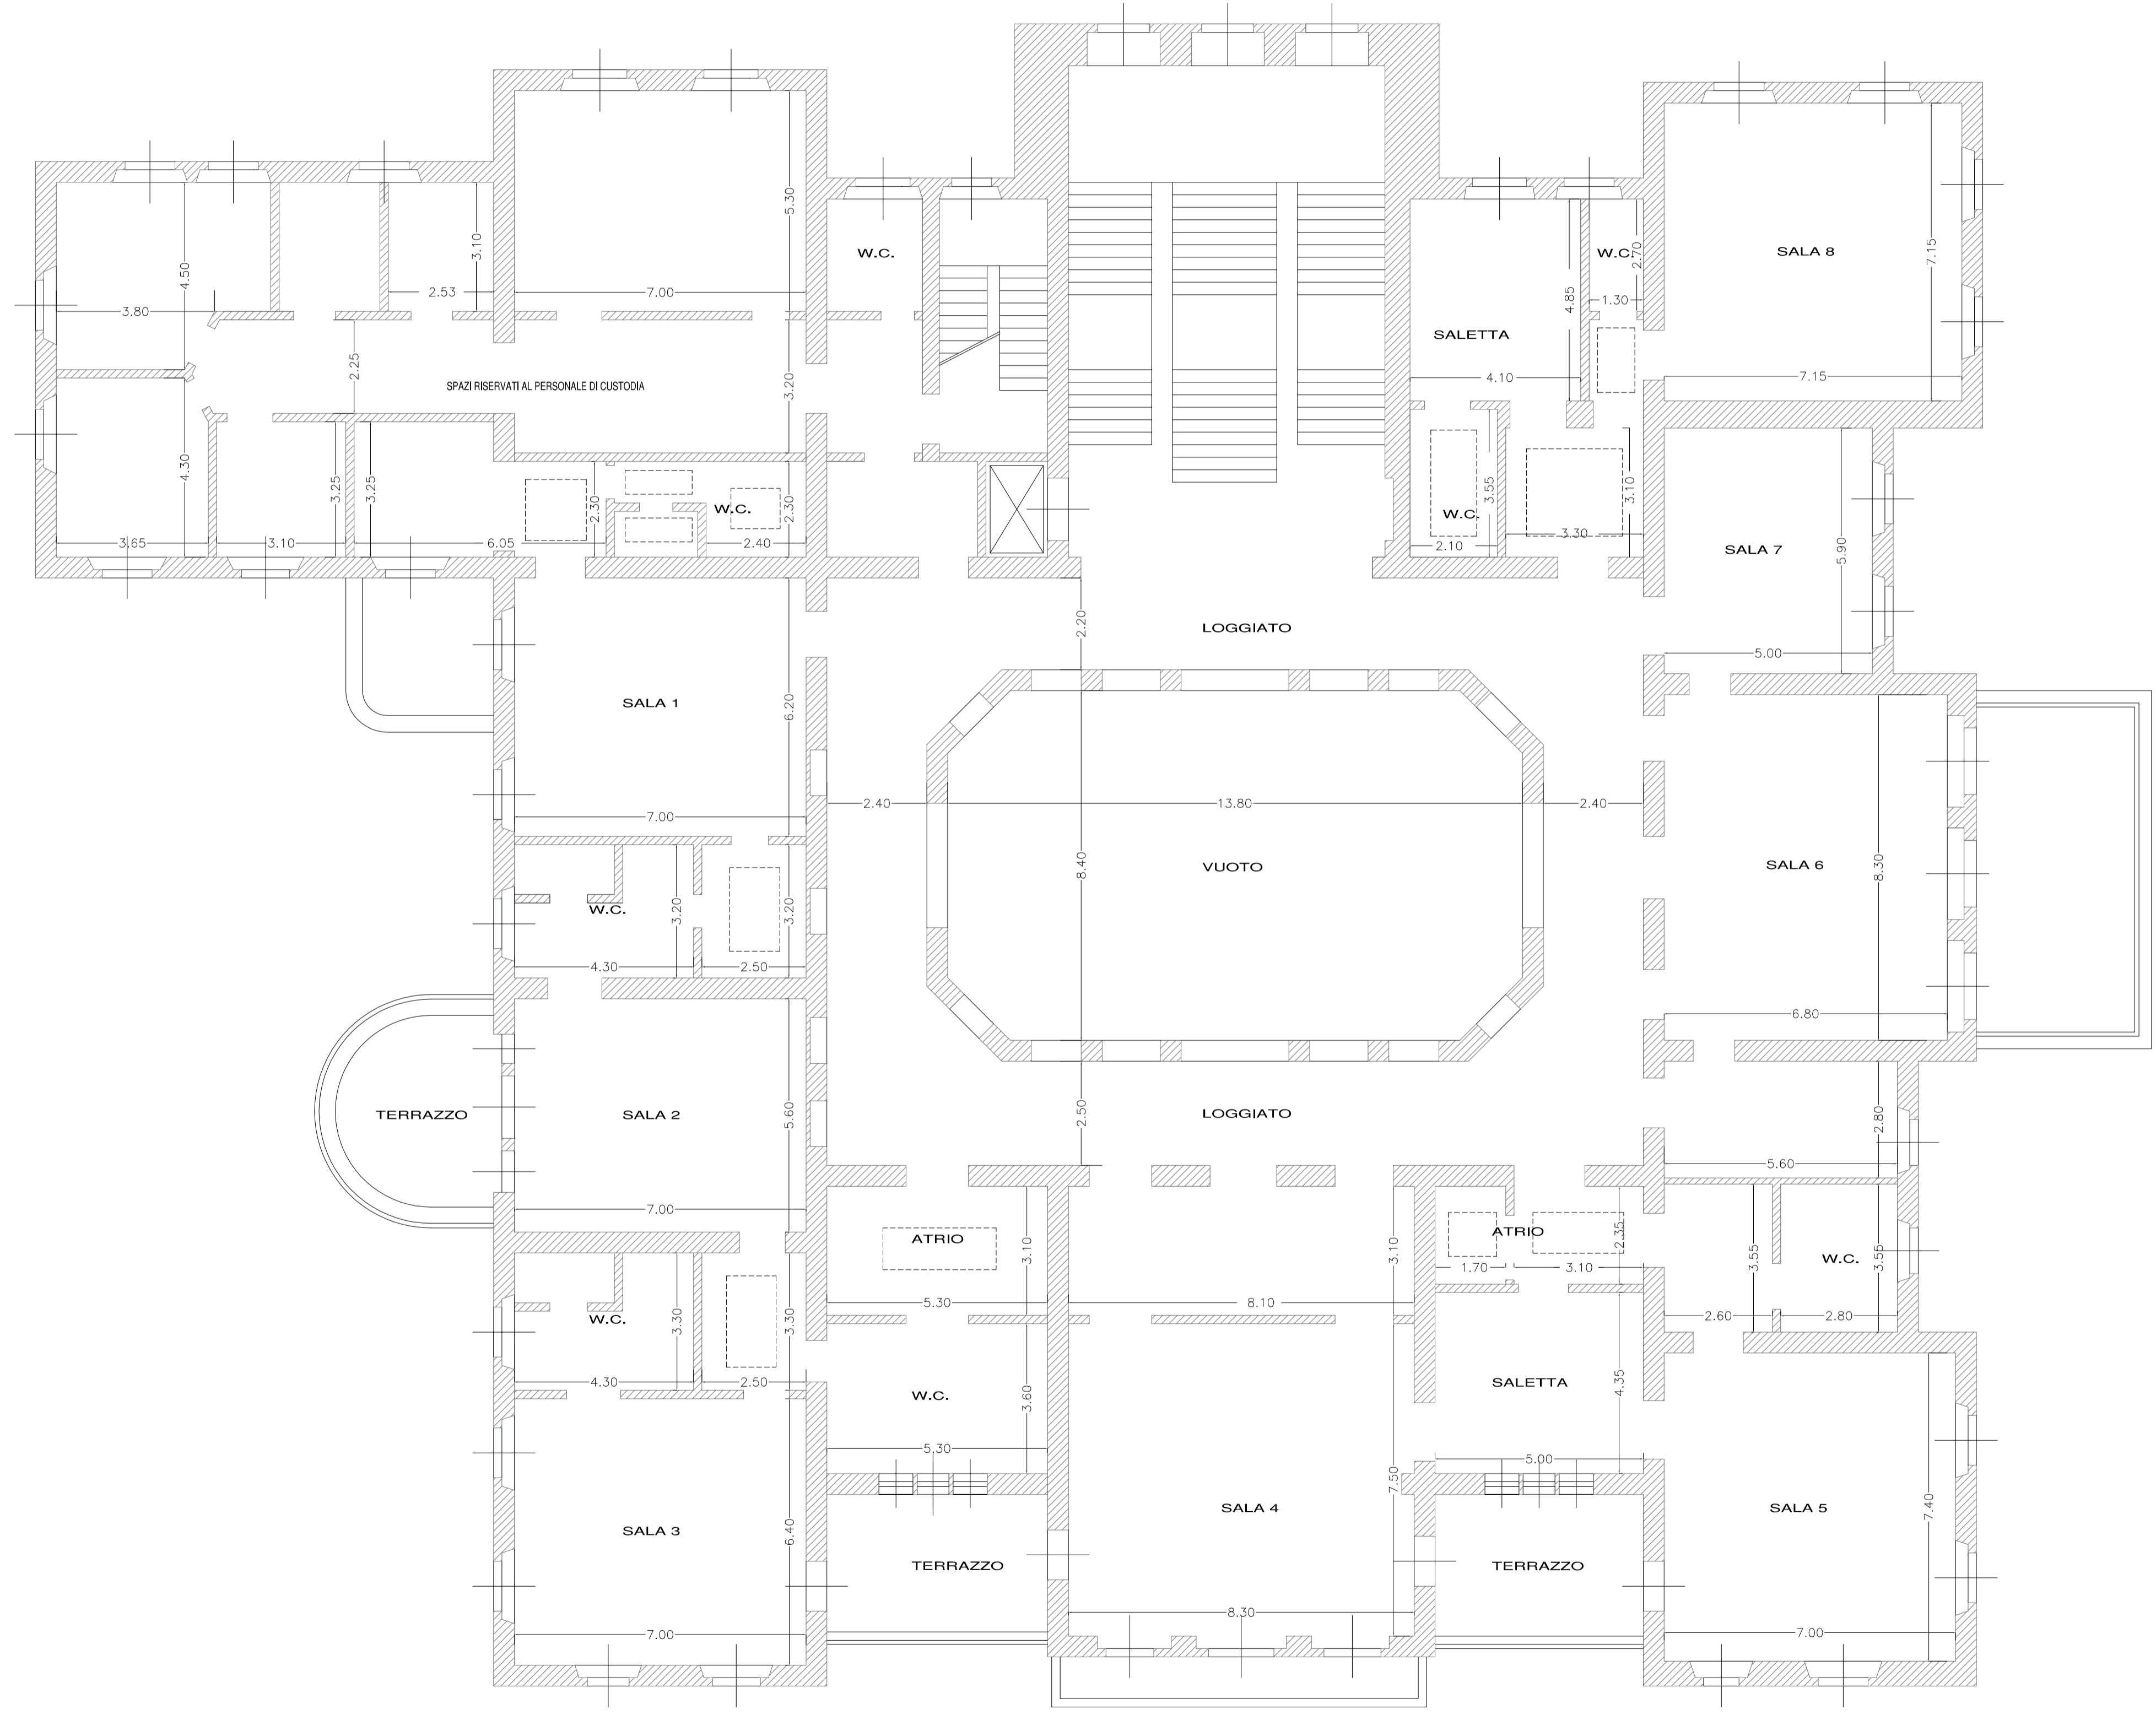 5.30
W.C.
W.C.
2.70
SALA 8
7.15
3.10
4.50
2.53
7.00
4.85
1.30
3.80
SALETTA
2.25
3.20
4.10
7.15
SPAZI RISERVATI AL PERSONALE DI CUSTODIA
4.30
3.25
3.25
2.30
W.C.
2.30
3.55
W.C.
3.10
3.65
3.10
6.05
2.40
2.10
3.30
SALA 7
5.90
2.20
LOGGIATO
5.00
SALA 1
6.20
7.00
2.40
13.80
2.40
8.40
VUOTO
SALA 6
8.30
W.C.
3.20
3.20
4.30
2.50
6.80
TERRAZZO
SALA 2
5.60
2.50
LOGGIATO
2.80
5.60
7.00
ATRIO
3.10
3.10
ATRIO
2.35
1.70
3.10
3.55
W.C.
3.55
5.30
8.10
W.C.
3.30
3.30
2.60
2.80
4.30
2.50
W.C.
3.60
SALETTA
4.35
5.30
5.00
7.50
SALA 4
SALA 5
7.40
SALA 3
6.40
TERRAZZO
TERRAZZO
8.30
7.00
7.00